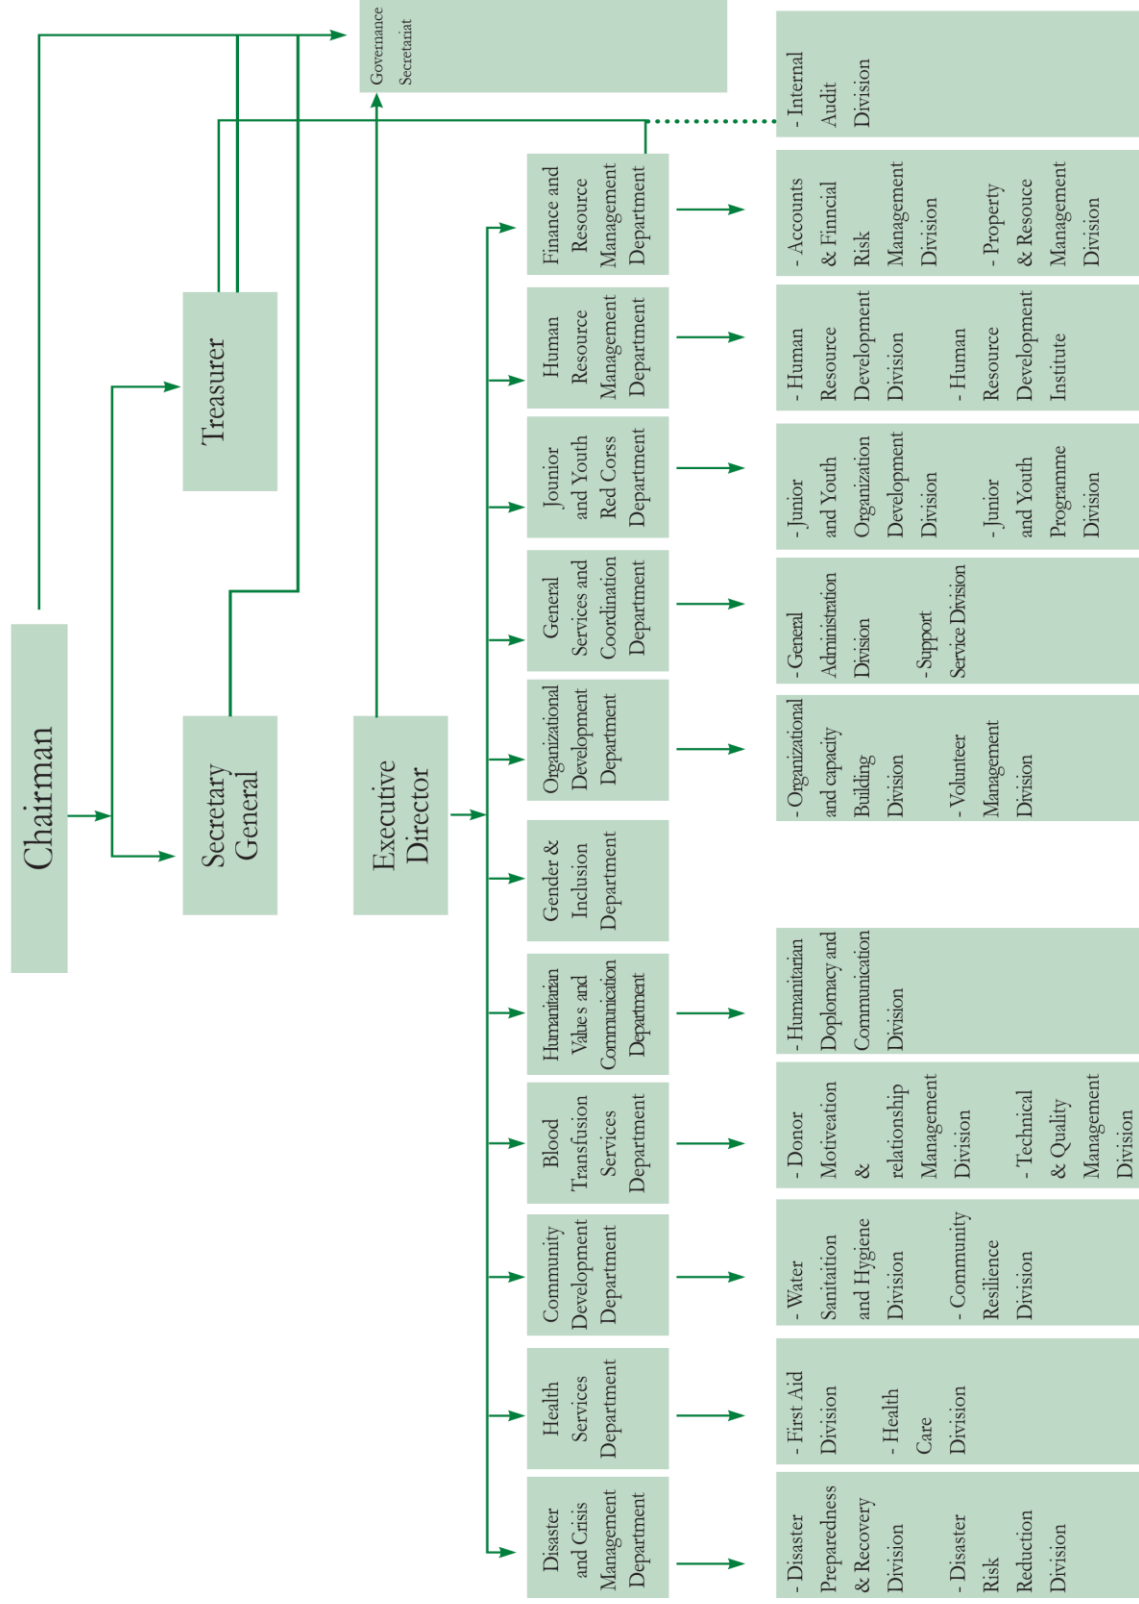 Chairman
Secretary
General
Treasurer
Executive
Director
Governance
Secretariat
Disaster
and Crisis
Management
Department
Health
Services
Department
Community
Development
Department
Blood
Transfusion
Services
Department
Humanitarian
Values and
Communication
Department
Gender &
Inclusion
Department
Organizational
Development
Department
General
Services and
Coordination
Department
Jounior
and Youth
Red Corss
Department
Human
Resource
Management
Department
Finance and
Resource
Management
Department
- Disaster
Preparedness
& Recovery
Division
- Disaster
Risk
Reduction
Division
- First Aid
Division
- Health
Care
Division
- Water
Sanitaition
and Hygiene
Division
- Community
Resilience
Division
- Donor
Motiveation
&
relationship
Management
Division
- Technical
& Quality
Management
Division
- Humanitarian
Doplomacy and
Communication
Division
- Organizational
and capacity
Building
Division
- Volunteer
Management
Division
- General
Administration
Division
- Support
Service Division
- Junior
and Youth
Organization
Development
Division
- Junior
and Youth
Programme
Division
- Human
Resource
Development
Division
- Human
Resource
Development
Institute
- Accounts
& Finncial
Risk
Management
Division
- Property
& Resouce
Management
Division
- Internal
Audit
Division